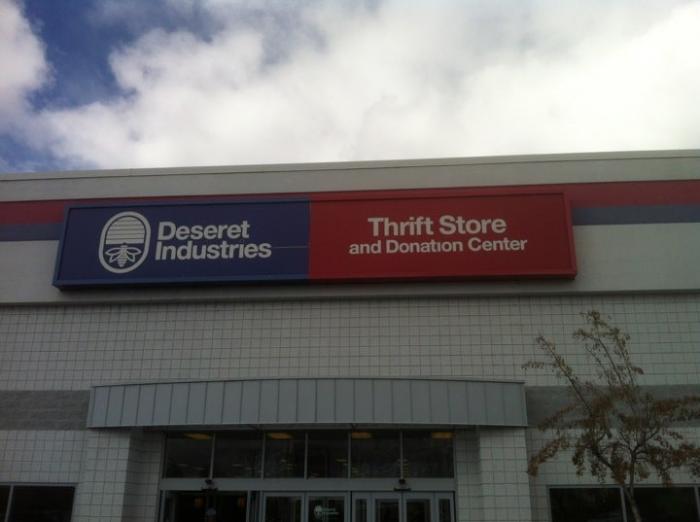 Deseret
Industries
Thrift Store
and Donation Center